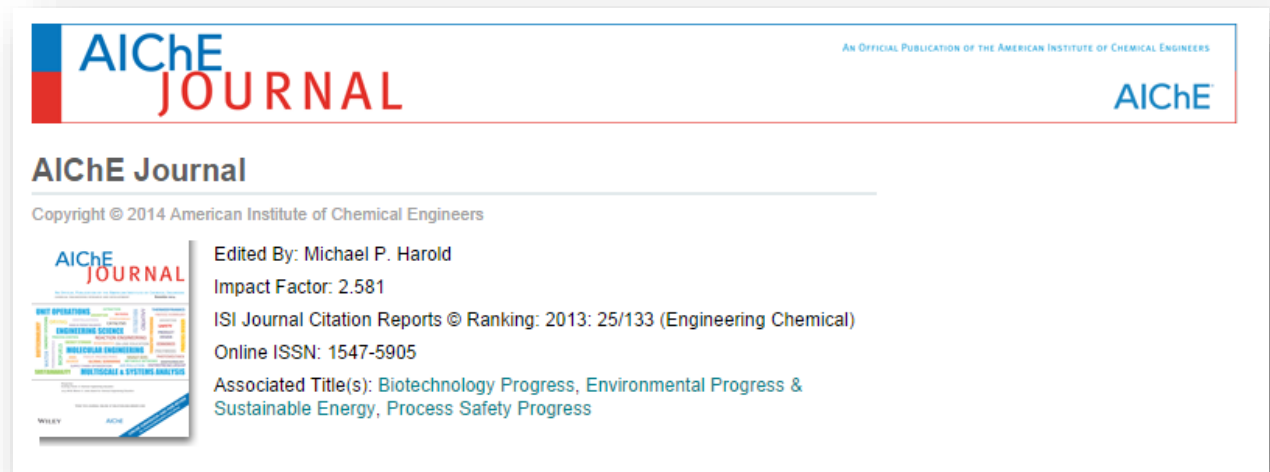 AIChE
JOURNAL
AN OFFICIAL PUBLICATION OF THE AMERICAN INSTITUTE OF CHEMICAL ENGINEERS
AIChE
AIChE Journal
Copyright © 2014 American Institute of Chemical Engineers
AIChE
JOURNAL
UNIT OPERATIONS
ENGINEERING SCIENCE
REACTOR ENGINEERING
MOLECULAR ENGINEERING
MULTISCALE & SYSTEMS ANALYSIS
WILEY
AIChE
Edited By: Michael P. Harold
Impact Factor: 2.581
ISI Journal Citation Reports © Ranking: 2013: 25/133 (Engineering Chemical)
Online ISSN: 1547-5905
Associated Title(s): Biotechnology Progress, Environmental Progress &
Sustainable Energy, Process Safety Progress